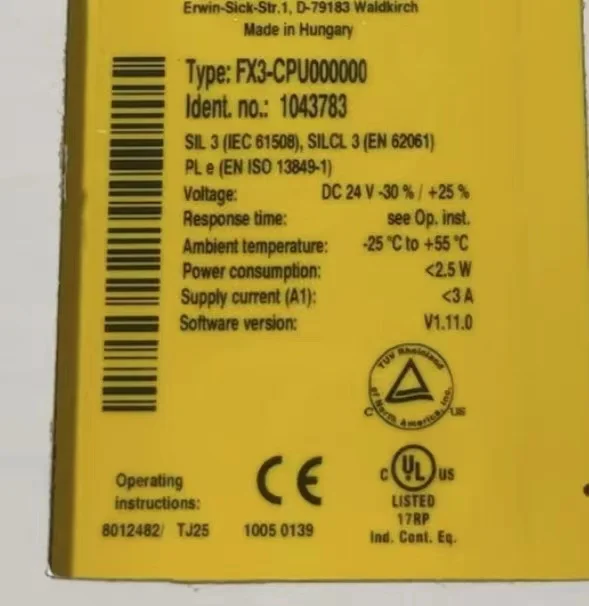 Erwin-Sick-Str.1, D-79183 Waldkirch
Made in Hungary
Type: FX3-CPU000000
Ident. no.: 1043783
SIL 3 (IEC 61508), SILCL 3 (EN 62061)
PL e (EN ISO 13849-1)
Voltage: DC 24 V -30 % / +25 %
Response time: see Op. inst.
Ambient temperature: -25 °C to +55 °C
Power consumption: <2.5 W
Supply current (A1): <3 A
Software version: V1.11.0
TUV Rheinland
of North America, Inc.
C US
CE
C UL US
LISTED
17RP
Ind. Cont. Eq.
Operating
instructions:
8012482/ TJ25 1005 0139